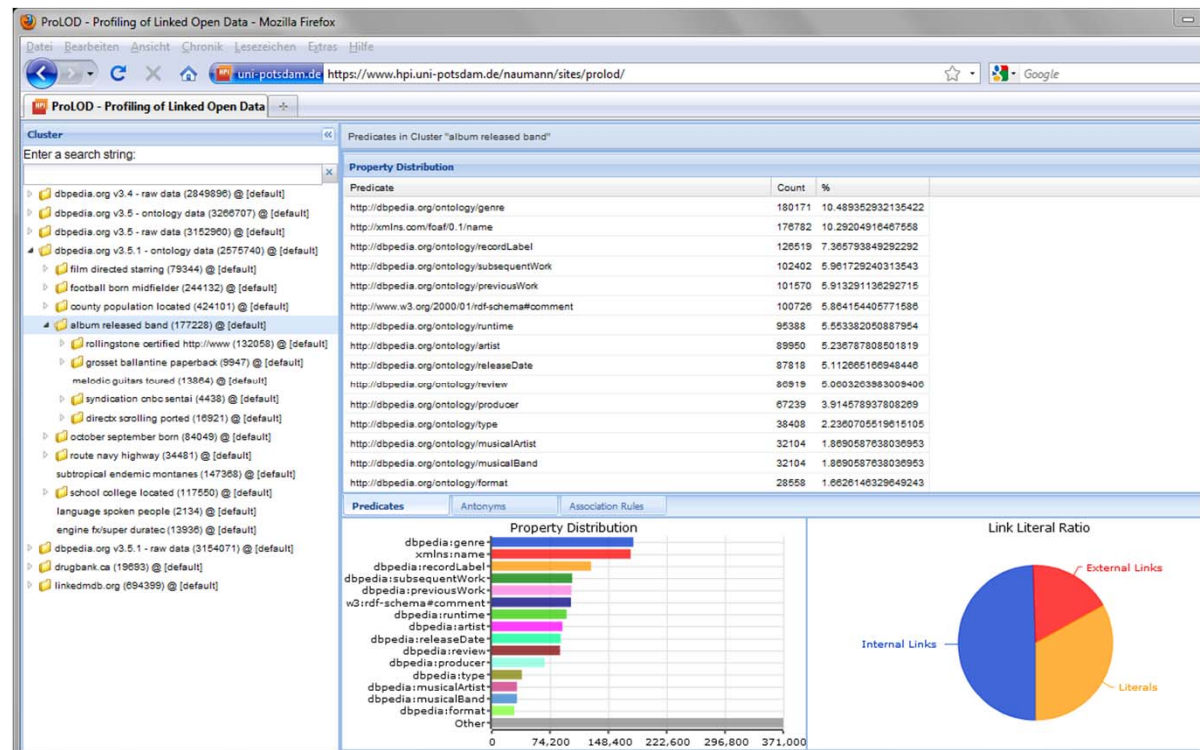 ProLOD - Profiling of Linked Open Data - Mozilla Firefox
Datei Bearbeiten Ansicht Chronik Lesezeichen Extras Hilfe
uni-potsdam.de https://www.hpi.uni-potsdam.de/naumann/sites/prolod/
Google
HPI ProLOD - Profiling of Linked Open Data
Cluster
Enter a search string:
dbpedia.org v3.4 - raw data (2849896) @ [default]
dbpedia.org v3.5 - ontology data (3266707) @ [default]
dbpedia.org v3.5 - raw data (3152960) @ [default]
dbpedia.org v3.5.1 - ontology data (2575740) @ [default]
film directed starring (79344) @ [default]
football born midfielder (244132) @ [default]
county population located (424101) @ [default]
album released band (177228) @ [default]
rollingstone certified http://www (132058) @ [default]
grosset ballantine paperback (9947) @ [default]
melodic guitars toured (13864) @ [default]
syndication cnbc sentai (4438) @ [default]
directx scrolling ported (16921) @ [default]
october september born (84049) @ [default]
route navy highway (34481) @ [default]
subtropical endemic montanes (147368) @ [default]
school college located (117550) @ [default]
language spoken people (2134) @ [default]
engine fx/super duratec (13936) @ [default]
dbpedia.org v3.5.1 - raw data (3154071) @ [default]
drugbank.ca (19693) @ [default]
linkedmdb.org (694399) @ [default]
Predicates in Cluster "album released band"
Property Distribution
Predicate Count %
http://dbpedia.org/ontology/genre 180171 10.489352932135422
http://xmlns.com/foaf/0.1/name 176782 10.29204916467558
http://dbpedia.org/ontology/recordLabel 126519 7.365793849292292
http://dbpedia.org/ontology/subsequentWork 102402 5.961729240313543
http://dbpedia.org/ontology/previousWork 101570 5.913291136292715
http://www.w3.org/2000/01/rdf-schema#comment 100726 5.864154405771586
http://dbpedia.org/ontology/runtime 95388 5.553382050887954
http://dbpedia.org/ontology/artist 89950 5.236787808501819
http://dbpedia.org/ontology/releaseDate 87818 5.112665166948446
http://dbpedia.org/ontology/review 86919 5.0603263983009406
http://dbpedia.org/ontology/producer 67239 3.914578937808269
http://dbpedia.org/ontology/type 38408 2.2360705519615105
http://dbpedia.org/ontology/musicalArtist 32104 1.8690587638036953
http://dbpedia.org/ontology/musicalBand 32104 1.8690587638036953
http://dbpedia.org/ontology/format 28558 1.6626146329649243
Predicates Antonyms Association Rules
Property Distribution
dbpedia:genre
xmlns:name
dbpedia:recordLabel
dbpedia:subsequentWork
dbpedia:previousWork
w3:rdf-schema#comment
dbpedia:runtime
dbpedia:artist
dbpedia:releaseDate
dbpedia:review
dbpedia:producer
dbpedia:type
dbpedia:musicalArtist
dbpedia:musicalBand
dbpedia:format
Other
0 74,200 148,400 222,600 296,800 371,000
Link Literal Ratio
External Links
Internal Links
Literals